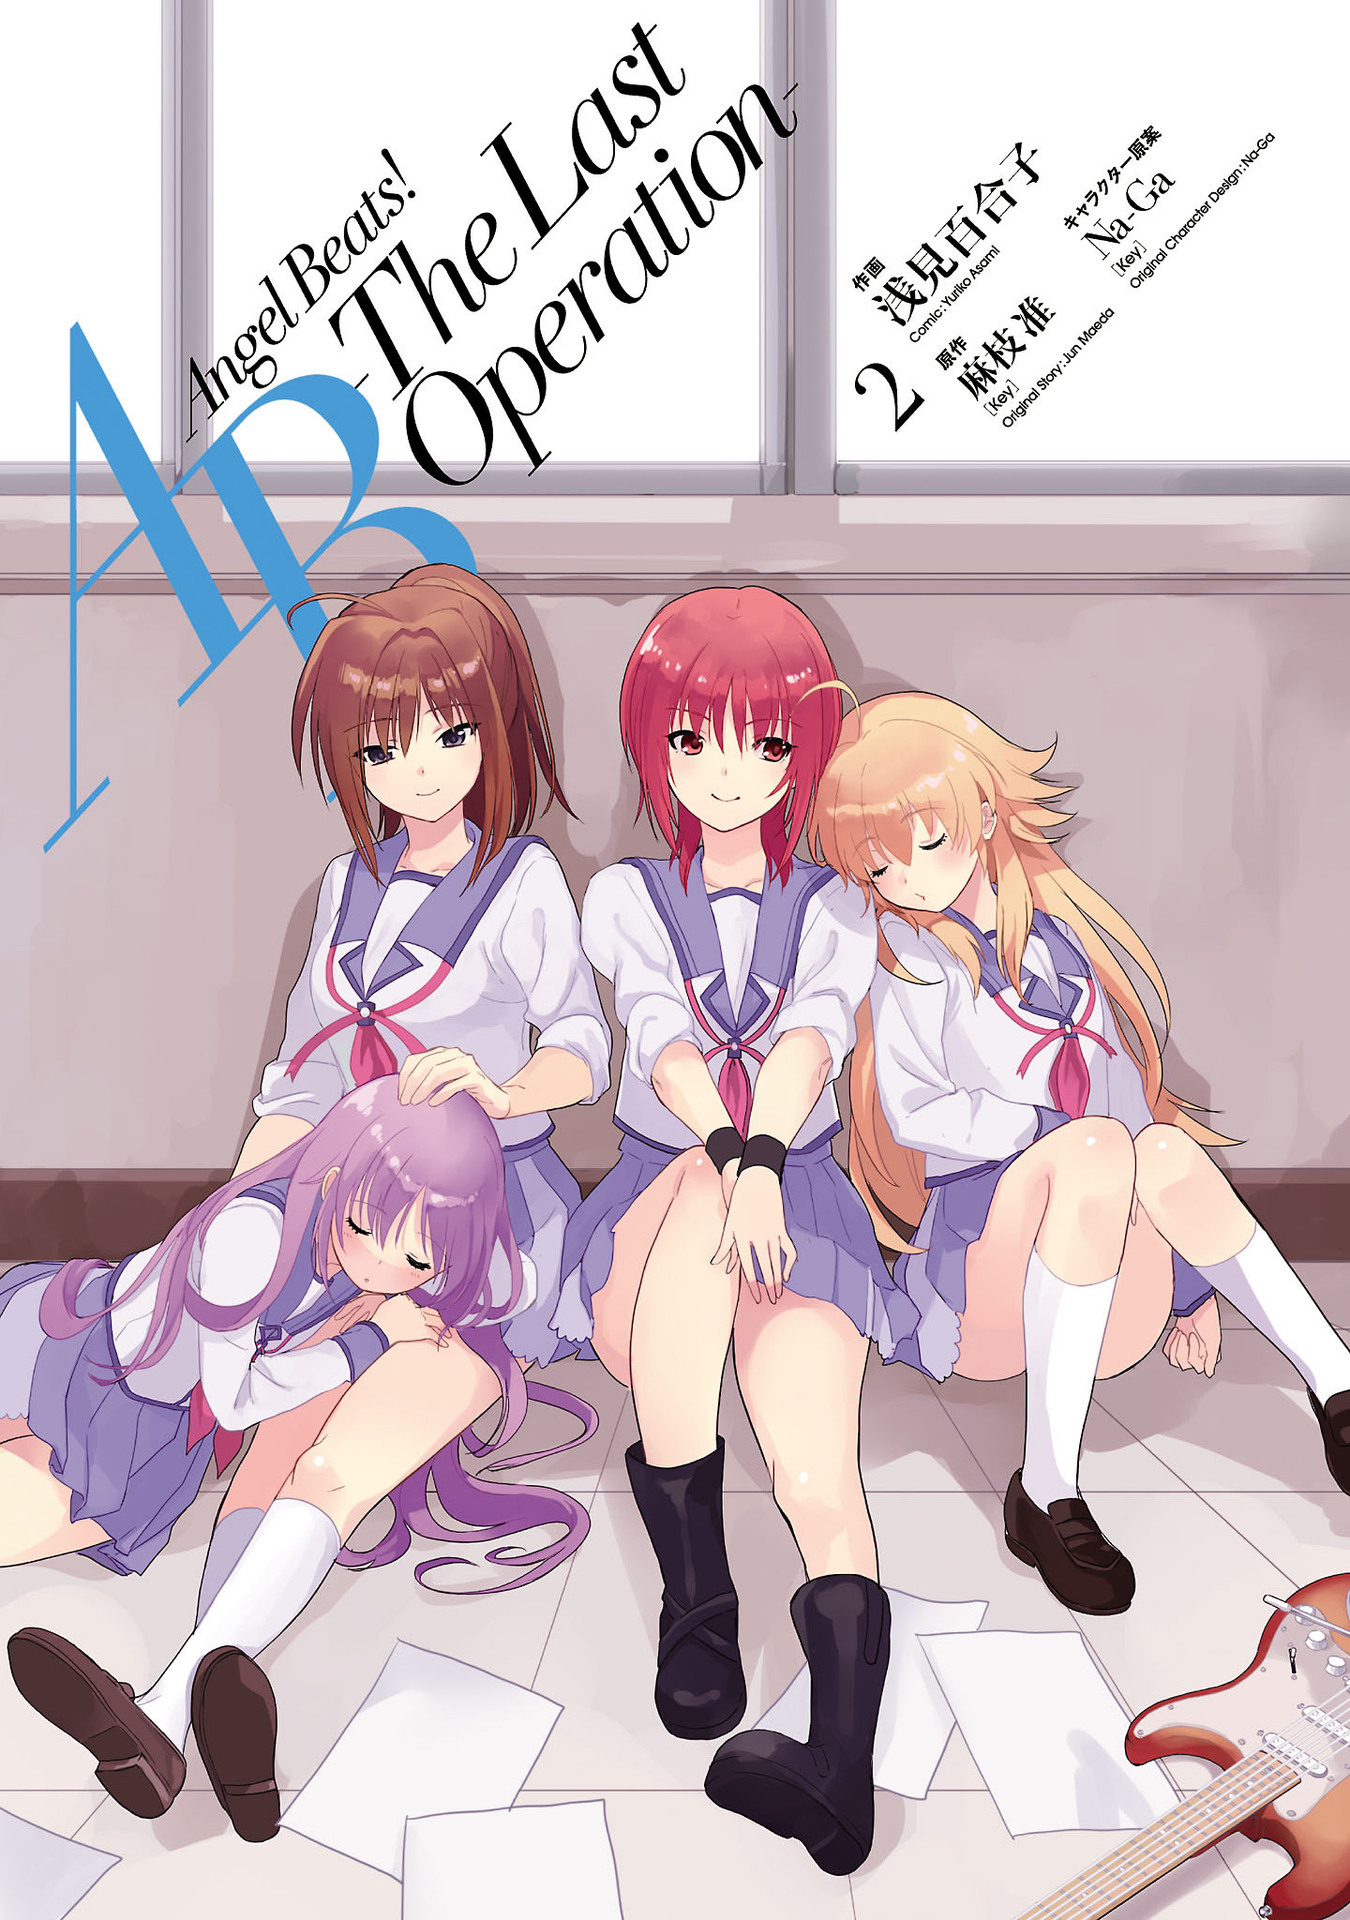 AB
Angel Beats!
-The Last
Operation-
2
作画
浅見百合子
Comic:Yuriko Asami
原作
麻枝准
[Key]
Original Story:Jun Maeda
キャラクター原案
Na-Ga
[Key]
Original Character Design:Na-Ga